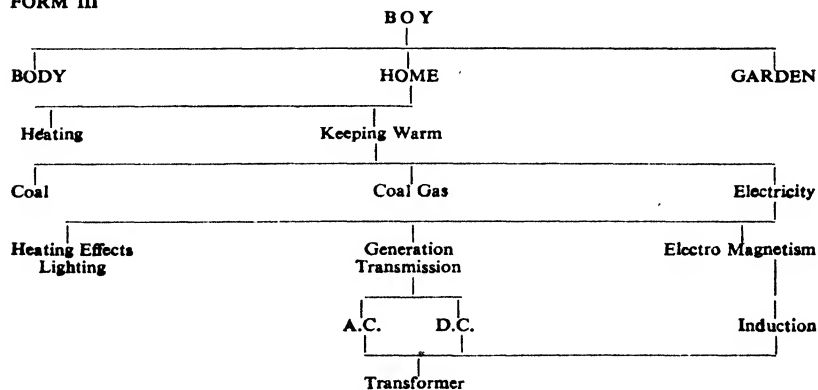 FORM III
BOY
BODY HOME GARDEN
Heating Keeping Warm
Coal Coal Gas Electricity
Heating Effects Generation Electro Magnetism
Lighting Transmission
A.C. D.C. Induction
Transformer